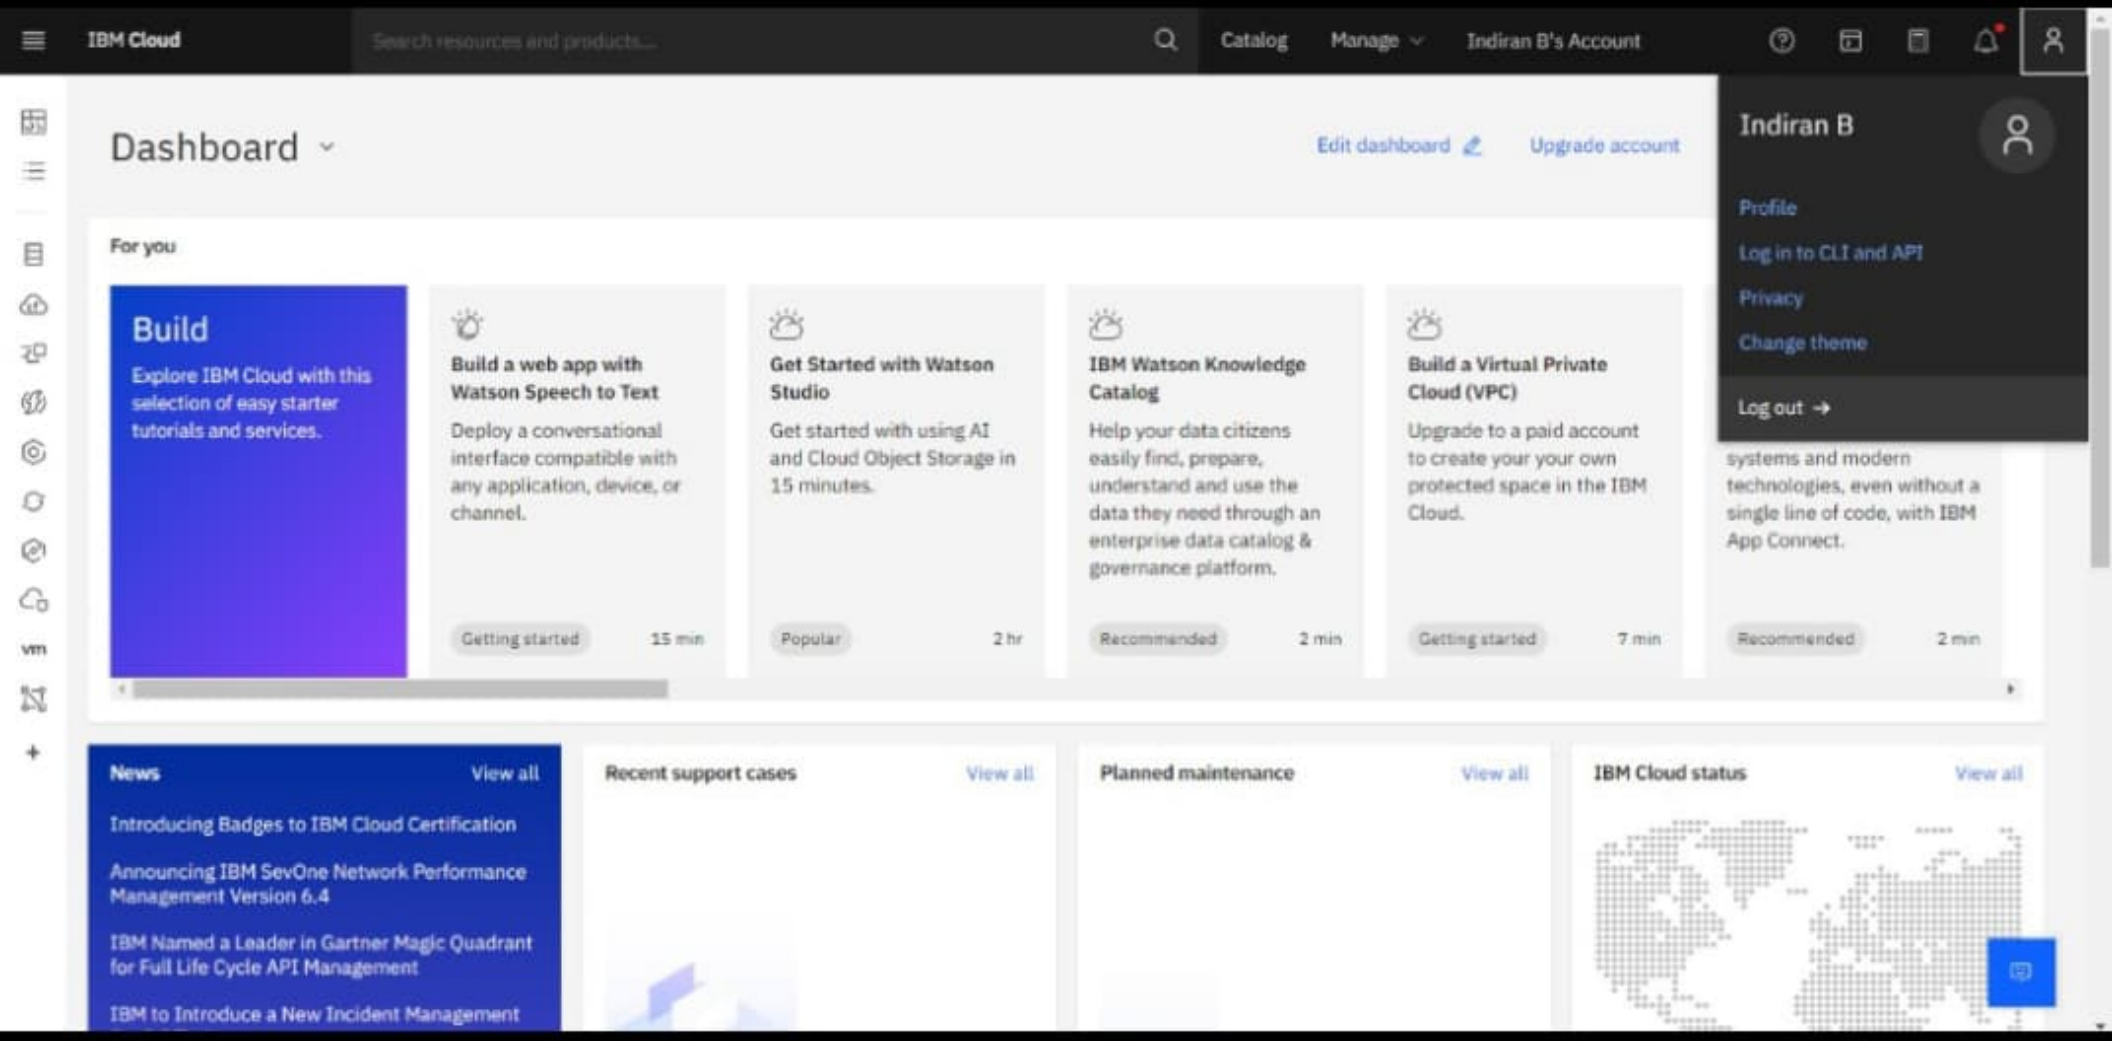 IBM Cloud
Search resources and products...
Catalog
Manage
Indiran B's Account
Dashboard
Edit dashboard
Upgrade account
Indiran B
Profile
Log in to CLI and API
Privacy
Change theme
Log out →
For you
Build
Explore IBM Cloud with this
selection of easy starter
tutorials and services.
Build a web app with
Watson Speech to Text
Deploy a conversational
interface compatible with
any application, device, or
channel.
Getting started
15 min
Get Started with Watson
Studio
Get started with using AI
and Cloud Object Storage in
15 minutes.
Popular
2 hr
IBM Watson Knowledge
Catalog
Help your data citizens
easily find, prepare,
understand and use the
data they need through an
enterprise data catalog &
governance platform.
Recommended
2 min
Build a Virtual Private
Cloud (VPC)
Upgrade to a paid account
to create your your own
protected space in the IBM
Cloud.
Getting started
7 min
systems and modern
technologies, even without a
single line of code, with IBM
App Connect.
Recommended
2 min
vm
News
View all
Introducing Badges to IBM Cloud Certification
Announcing IBM SevOne Network Performance
Management Version 6.4
IBM Named a Leader in Gartner Magic Quadrant
for Full Life Cycle API Management
IBM to Introduce a New Incident Management
Recent support cases
View all
Planned maintenance
View all
IBM Cloud status
View all